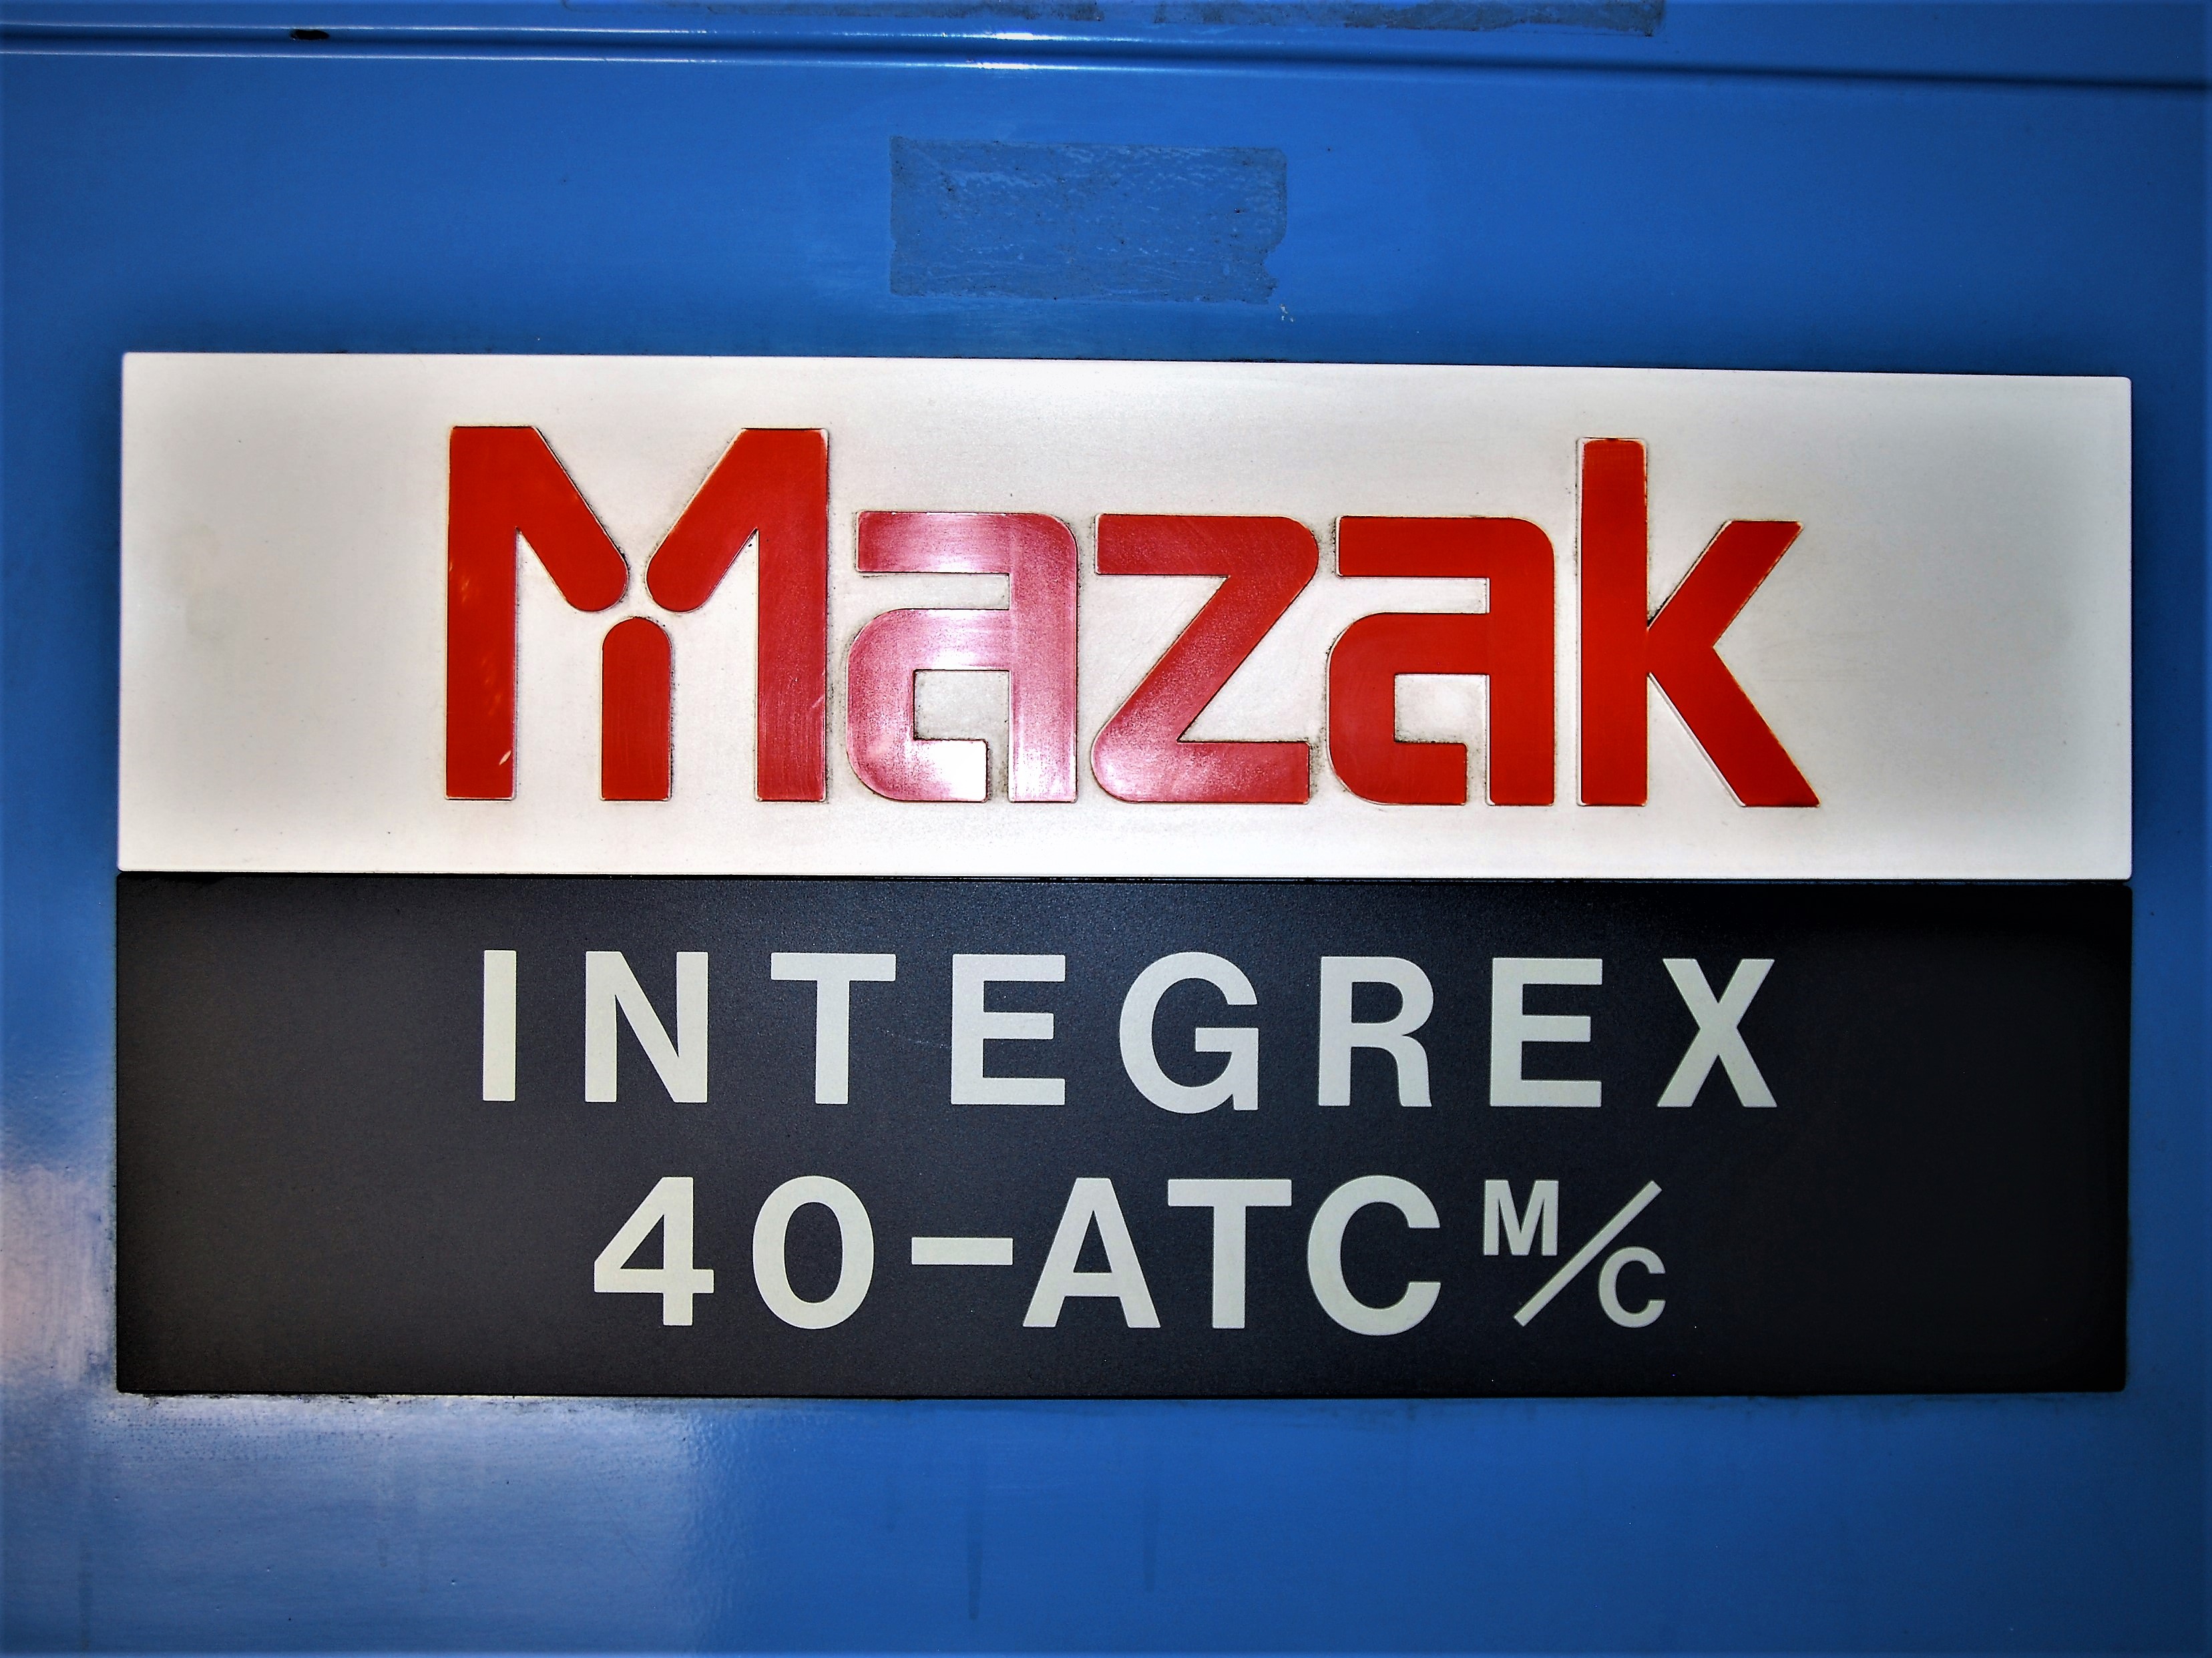 Mazak
INTEGREX
40-ATC M/C